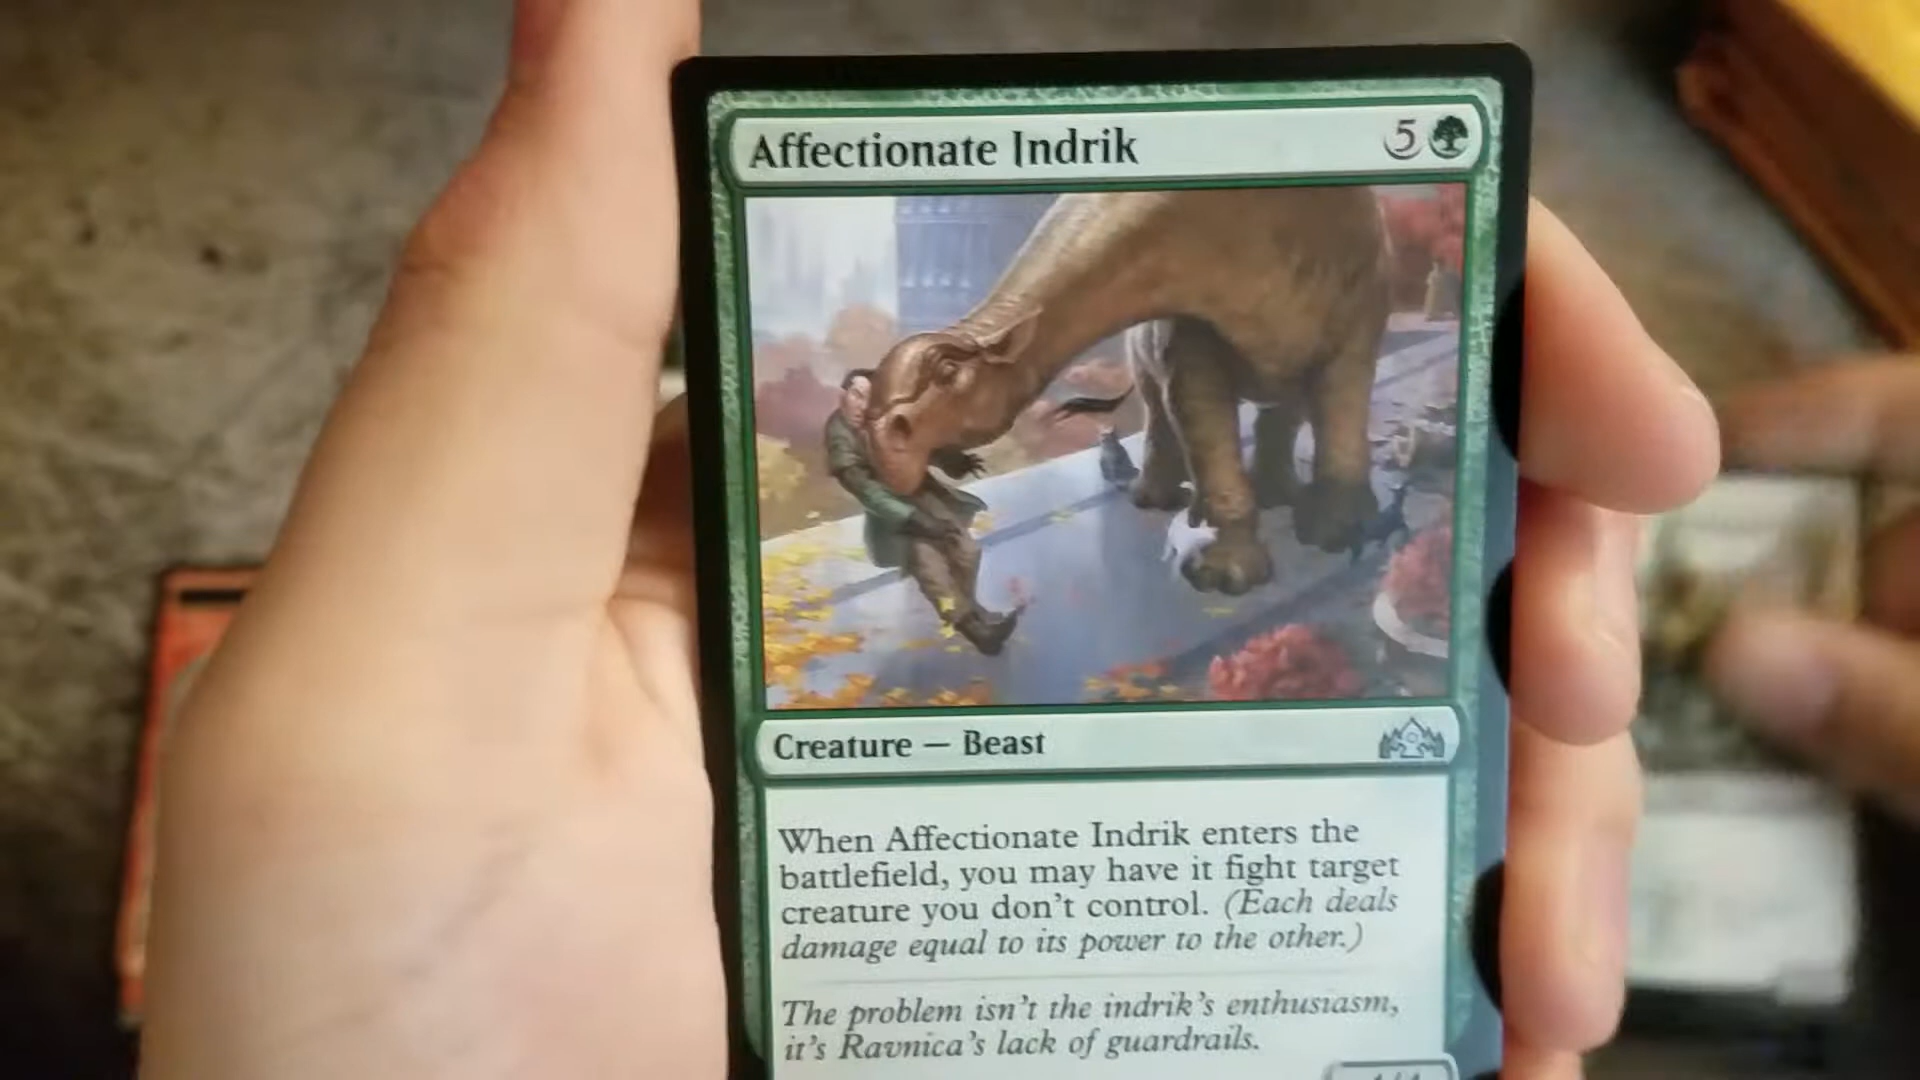 Affectionate Indrik
5
Creature — Beast
When Affectionate Indrik enters the
battlefield, you may have it fight target
creature you don't control. (Each deals
damage equal to its power to the other.)
The problem isn't the indrik's enthusiasm,
it's Ravnica's lack of guardrails.